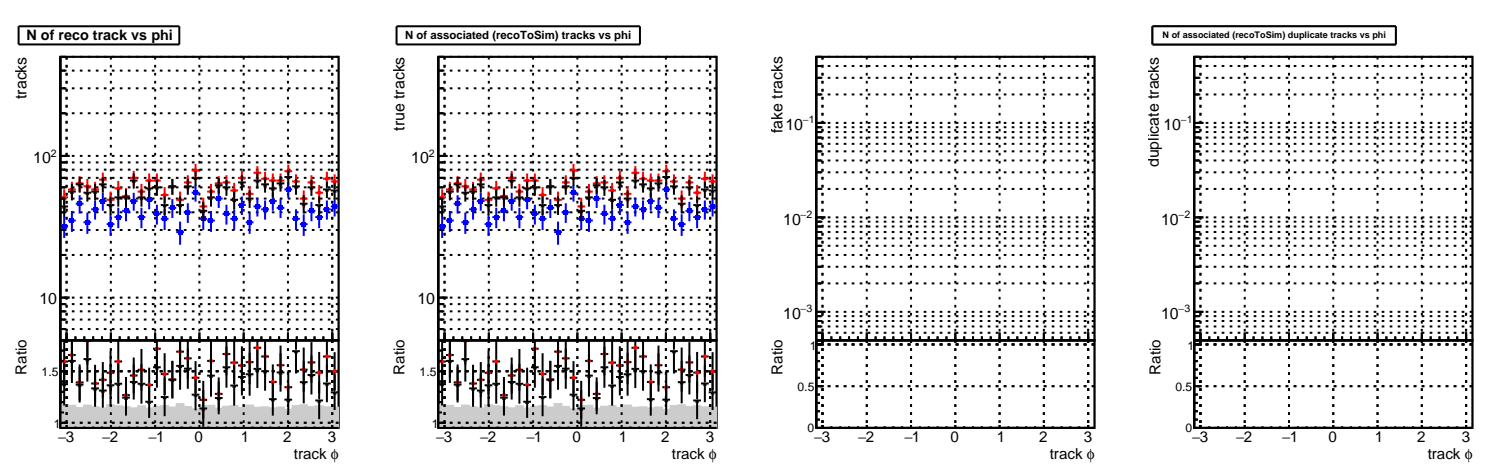 N of reco track vs phi
tracks
10²
10
Ratio
1.5
1
−3 −2 −1 0 1 2 3
track ϕ
N of associated (recoToSim) tracks vs phi
true tracks
10²
10
Ratio
1.5
1
−3 −2 −1 0 1 2 3
track ϕ
fake tracks
10⁻¹
10⁻²
10⁻³
Ratio
1
0.5
0
−3 −2 −1 0 1 2 3
track ϕ
N of associated (recoToSim) duplicate tracks vs phi
duplicate tracks
10⁻¹
10⁻²
10⁻³
Ratio
1
0.5
0
−3 −2 −1 0 1 2 3
track ϕ